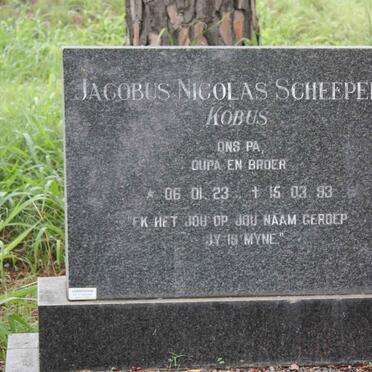 JACOBUS NICOLAS SCHEEPE
KOBUS
ONS PA,
OUPA EN BROER
* 06 01 23 † 15 03 93
"EK HET JOU OP JOU NAAM GEROEP
JY IS MYNE."